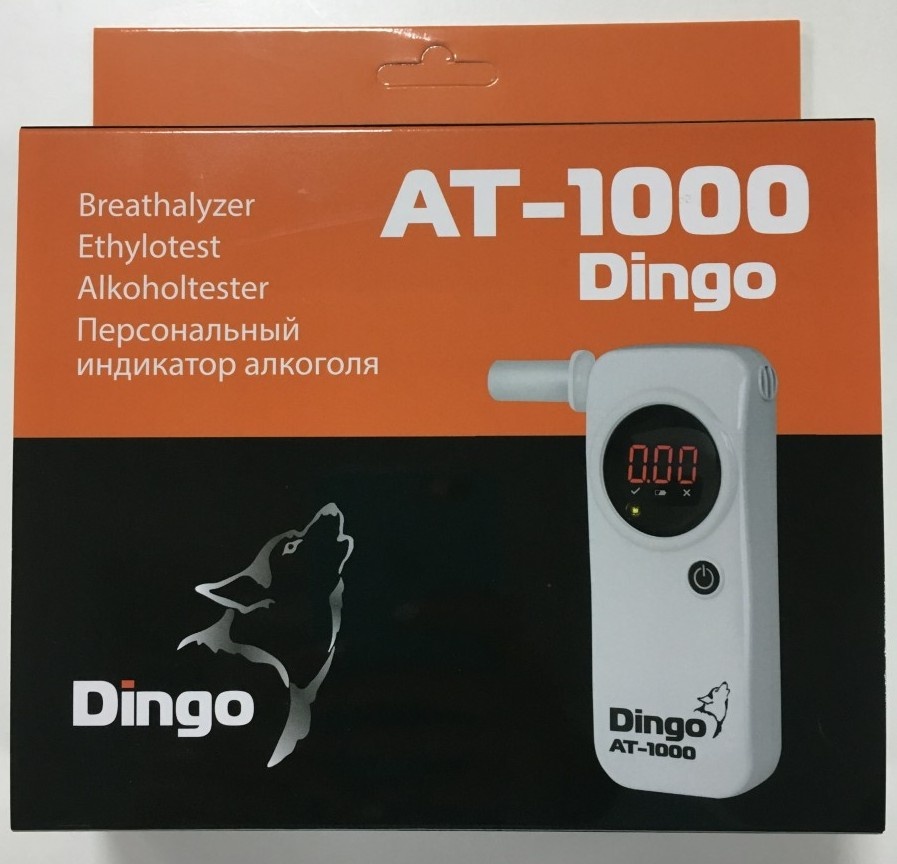 AT-1000
Dingo
Breathalyzer
Ethylotest
Alkoholtester
Персональный
индикатор алкоголя
0.00
Dingo
Dingo
AT-1000